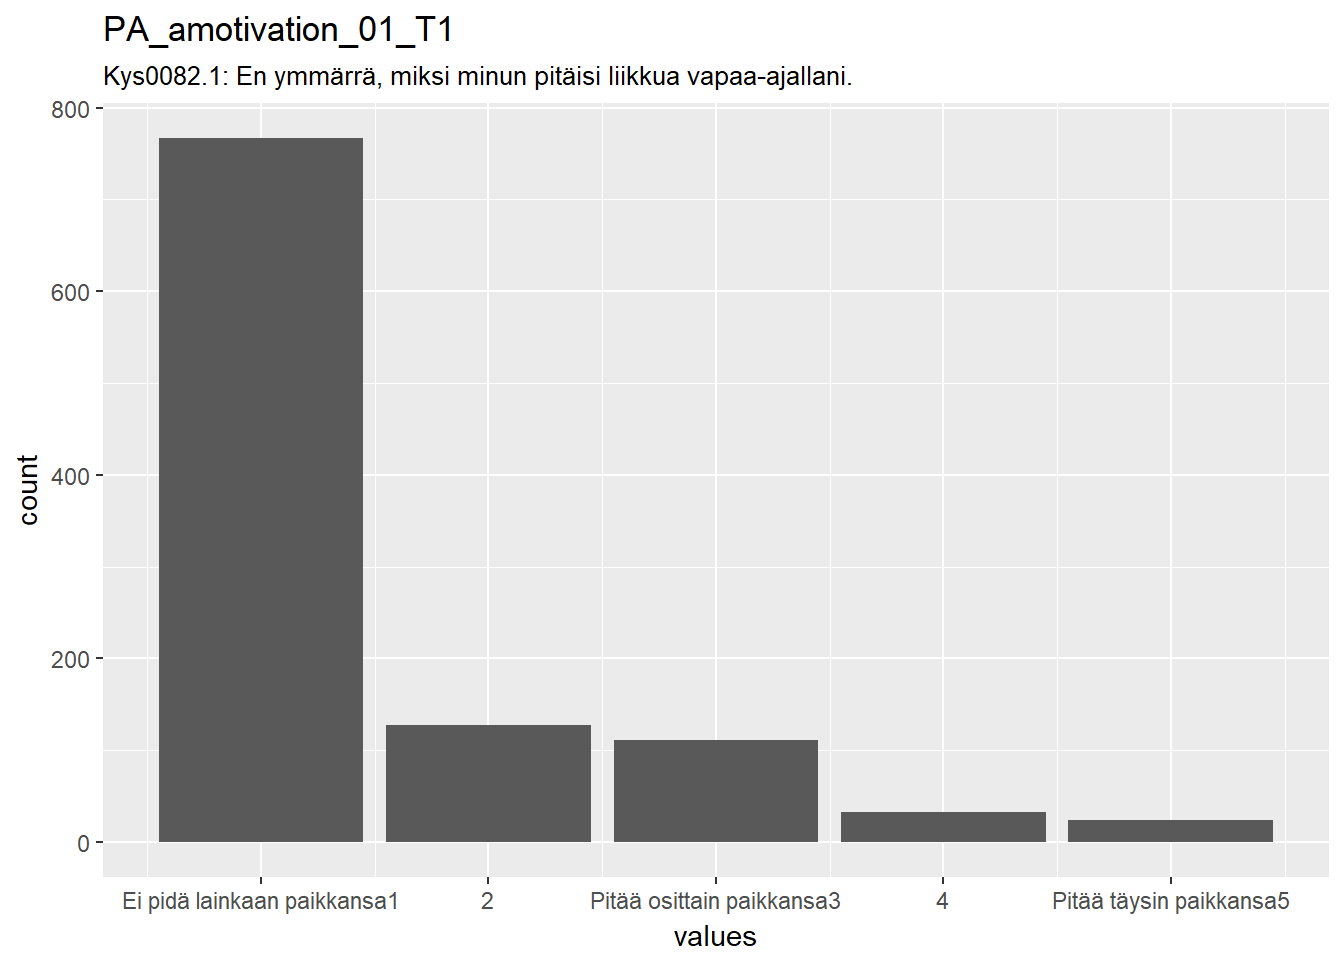 PA_amotivation_01_T1
Kys0082.1: En ymmärrä, miksi minun pitäisi liikkua vapaa-ajallani.
800
600
400
200
0
count
Ei pidä lainkaan paikkansa1
2
Pitää osittain paikkansa3
4
Pitää täysin paikkansa5
values